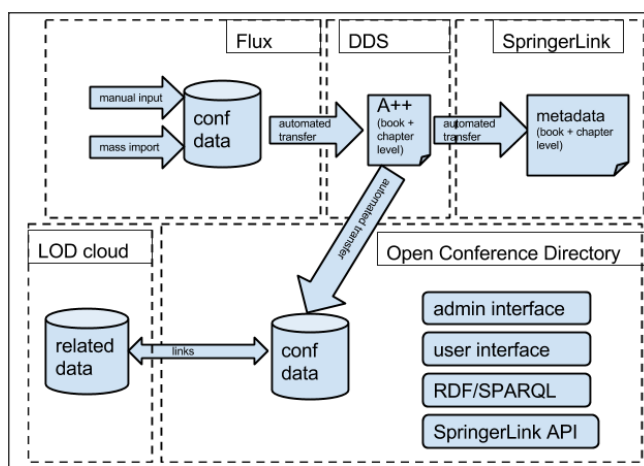 Flux
DDS
SpringerLink
manual input
mass import
conf
data
automated
transfer
A++
(book +
chapter
level)
automated
transfer
metadata
(book + chapter
level)
automated transfer
LOD cloud
Open Conference Directory
related
data
links
conf
data
admin interface
user interface
RDF/SPARQL
SpringerLink API